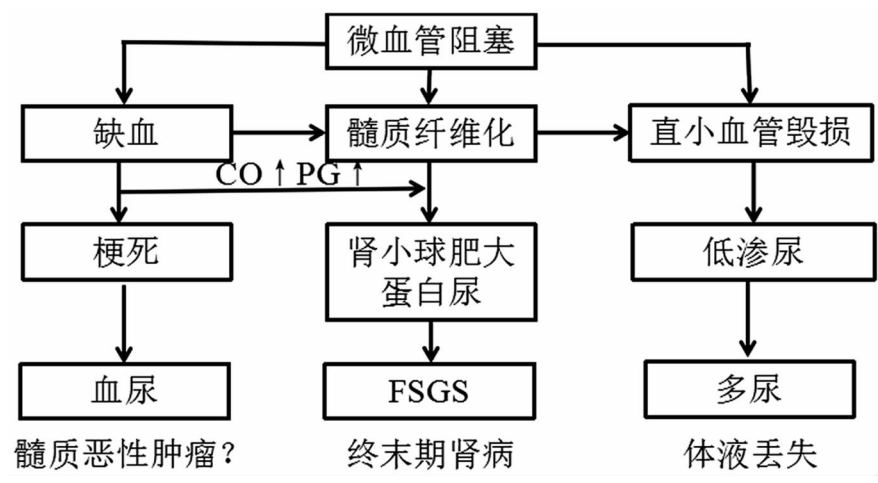 微血管阻塞
缺血
髓质纤维化
直小血管毁损
CO↑PG↑
梗死
肾小球肥大
蛋白尿
低渗尿
血尿
FSGS
多尿
髓质恶性肿瘤?
终末期肾病
体液丢失